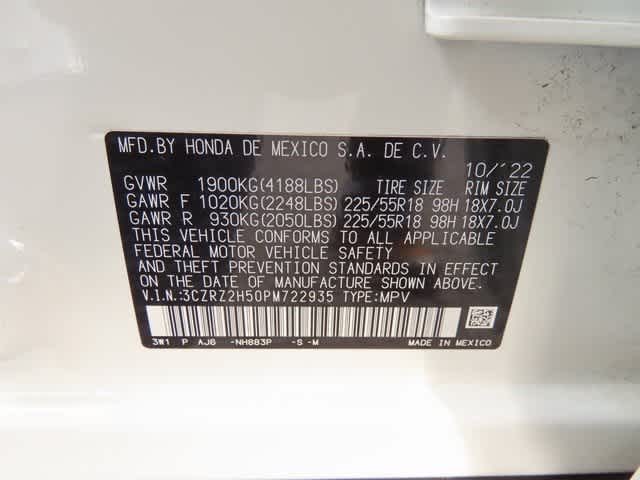 MFD.BY HONDA DE MEXICO S.A. DE C.V.
10/'22
GVWR 1900KG(4188LBS) TIRE SIZE RIM SIZE
GAWR F 1020KG(2248LBS) 225/55R18 98H 18X7.0J
GAWR R 930KG(2050LBS) 225/55R18 98H 18X7.0J
THIS VEHICLE CONFORMS TO ALL APPLICABLE
FEDERAL MOTOR VEHICLE SAFETY
AND THEFT PREVENTION STANDARDS IN EFFECT
ON THE DATE OF MANUFACTURE SHOWN ABOVE.
V.I.N.:3CZRZ2H50PM722935 TYPE:MPV
3W1 P AJ6 -NH883P -S -M MADE IN MEXICO